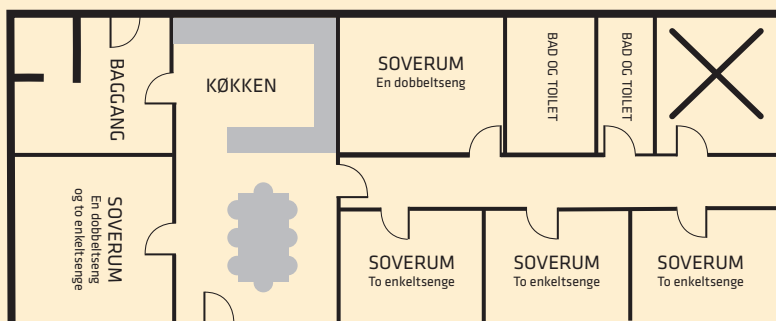 BAGGANG
KØKKEN
SOVERUM
En dobbeltseng
BAD OG TOILET
BAD OG TOILET
SOVERUM
En dobbeltseng
og to enkeltsenge
SOVERUM
To enkeltsenge
SOVERUM
To enkeltsenge
SOVERUM
To enkeltsenge